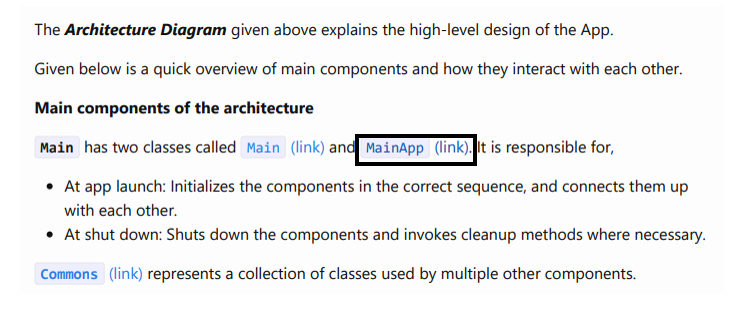 The Architecture Diagram given above explains the high-level design of the App.
Given below is a quick overview of main components and how they interact with each other.
Main components of the architecture
Main has two classes called Main (link) and MainApp (link). It is responsible for,
• At app launch: Initializes the components in the correct sequence, and connects them up
with each other.
• At shut down: Shuts down the components and invokes cleanup methods where necessary.
Commons (link) represents a collection of classes used by multiple other components.